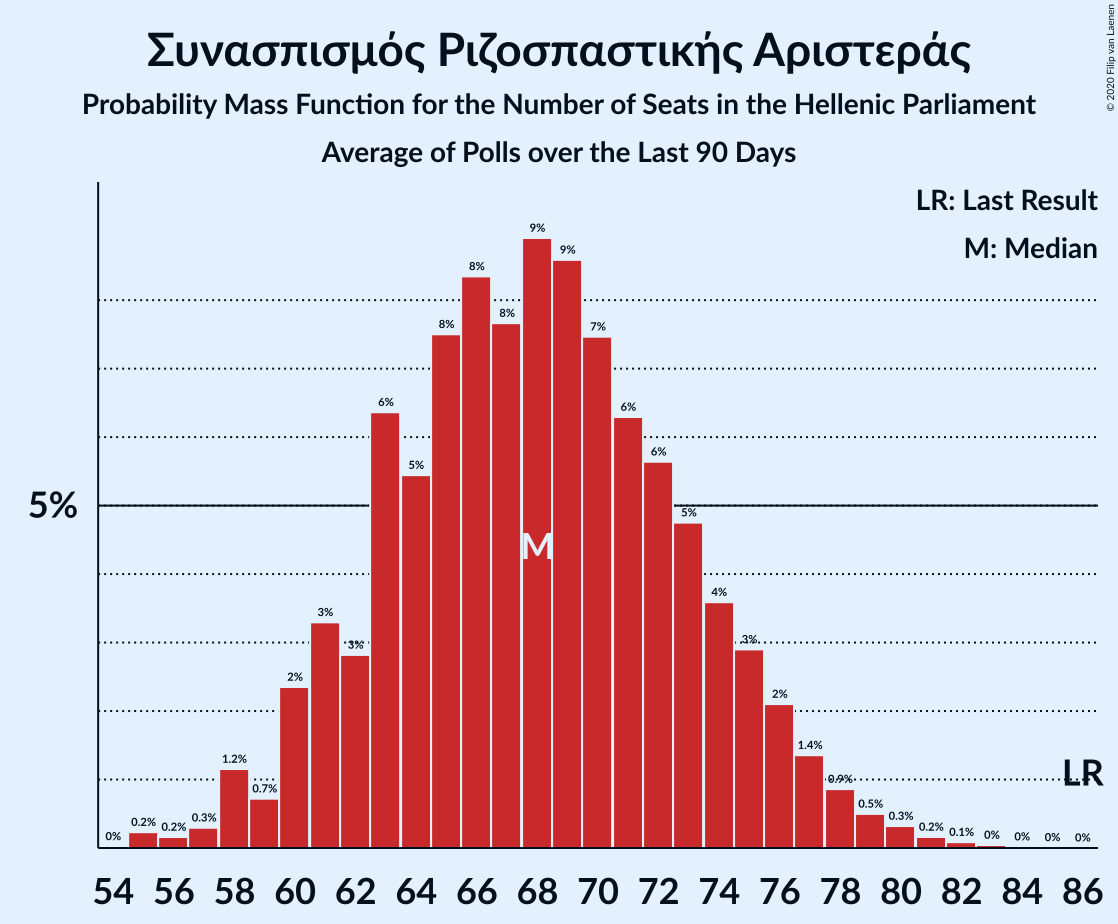 Συνασπισμός Ριζοσπαστικής Αριστεράς
Probability Mass Function for the Number of Seats in the Hellenic Parliament
Average of Polls over the Last 90 Days
© 2020 Filip van Laenen
LR: Last Result
M: Median
5%
0% 0.2% 0.2% 0.3% 1.2% 0.7% 2% 3% 3% 6% 5% 8% 8% 8% 9% 9% 7% 6% 6% 5% 4% 3% 2% 1.4% 0.9% 0.5% 0.3% 0.2% 0.1% 0% 0% 0% 0%
M
LR
54 56 58 60 62 64 66 68 70 72 74 76 78 80 82 84 86